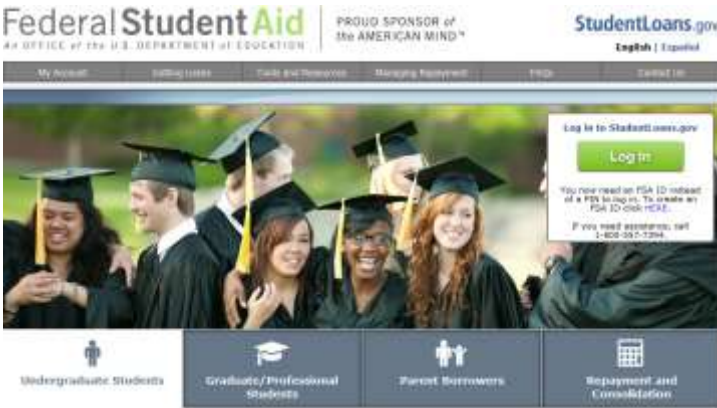 Federal Student Aid
An OFFICE of the U.S. DEPARTMENT of EDUCATION
PROUD SPONSOR of
the AMERICAN MIND™
StudentLoans.gov
English | Español
My Account
Getting Loans
Tools and Resources
Managing Repayment
FAQs
Contact Us
Log in to StudentLoans.gov
Log In
You now need an FSA ID instead
of a PIN to log in. To create an
FSA ID click HERE.
If you need assistance, call
Undergraduate Students
Graduate/Professional
Students
Parent Borrowers
Repayment and
Consolidation